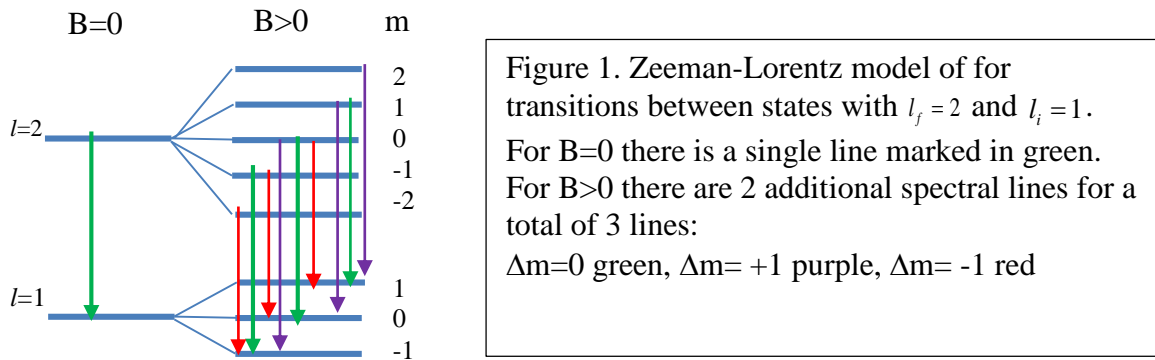 B=0 B>0 m
2
1
l=2
0
-1
-2
1
l=1
0
-1
Figure 1. Zeeman-Lorentz model of for
transitions between states with l_f = 2 and l_i = 1.
For B=0 there is a single line marked in green.
For B>0 there are 2 additional spectral lines for a
total of 3 lines:
Δm=0 green, Δm= +1 purple, Δm= -1 red